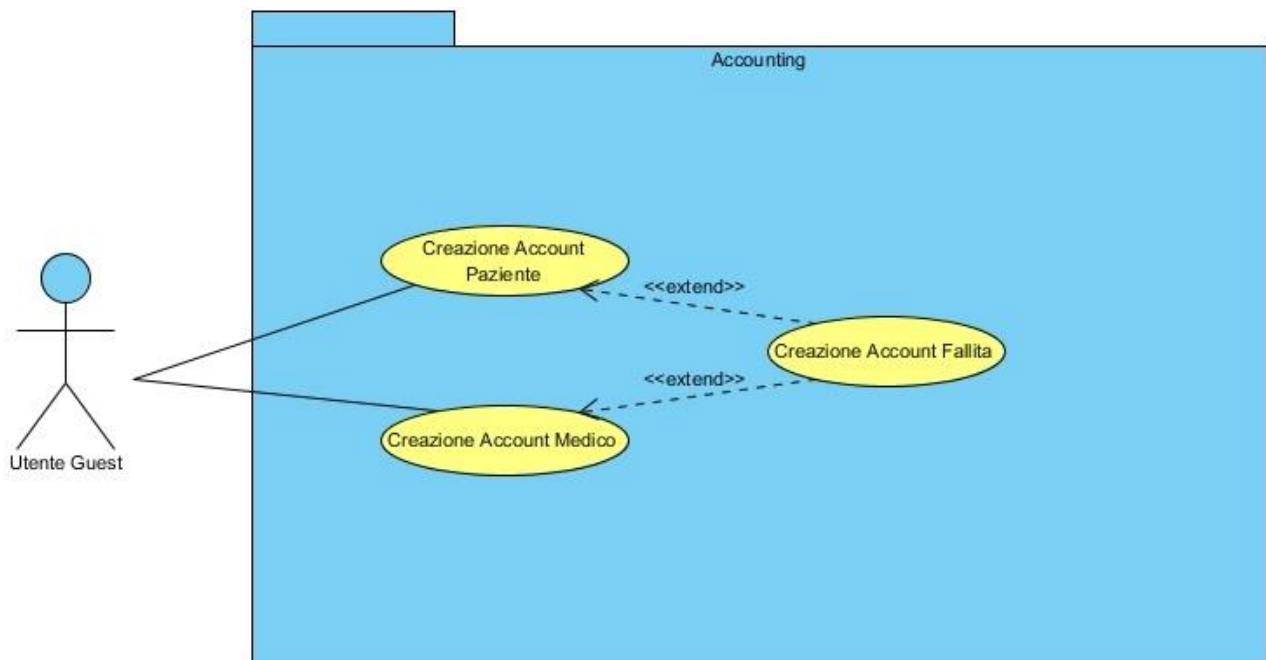 Accounting
Creazione Account
Paziente
<<extend>>
Creazione Account Fallita
<<extend>>
Creazione Account Medico
Utente Guest